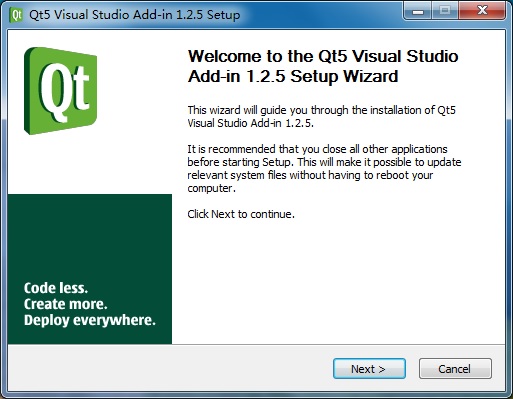 Qt Qt5 Visual Studio Add-in 1.2.5 Setup
Qt
Welcome to the Qt5 Visual Studio
Add-in 1.2.5 Setup Wizard
This wizard will guide you through the installation of Qt5
Visual Studio Add-in 1.2.5.
It is recommended that you close all other applications
before starting Setup. This will make it possible to update
relevant system files without having to reboot your
computer.
Click Next to continue.
Code less.
Create more.
Deploy everywhere.
Next >
Cancel